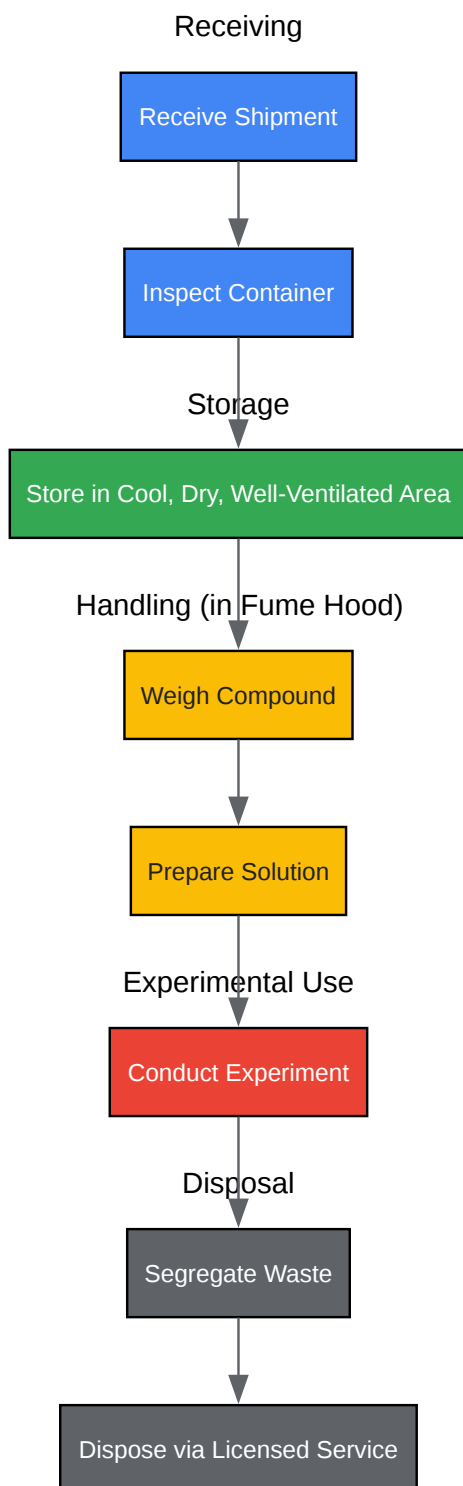 Receiving
Receive Shipment
Inspect Container
Storage
Store in Cool, Dry, Well-Ventilated Area
Handling (in Fume Hood)
Weigh Compound
Prepare Solution
Experimental Use
Conduct Experiment
Disposal
Segregate Waste
Dispose via Licensed Service